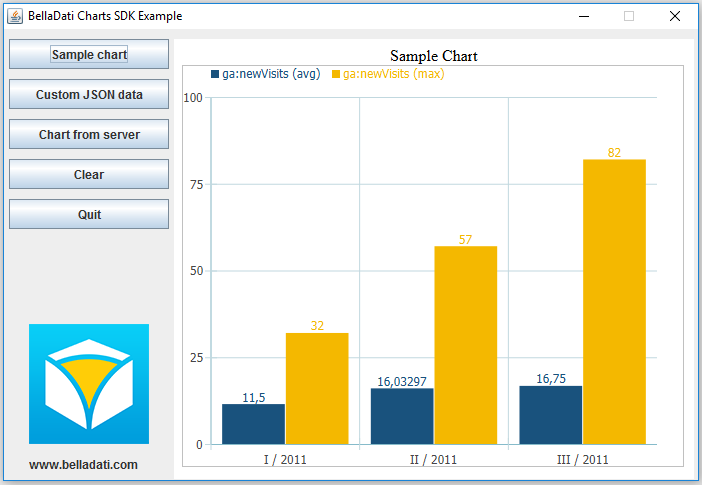 BellaDati Charts SDK Example
Sample chart
Custom JSON data
Chart from server
Clear
Quit
www.belladati.com
Sample Chart
ga:newVisits (avg) ga:newVisits (max)
100
75
50
25
0
11,5
32
16,03297
57
16,75
82
I / 2011
II / 2011
III / 2011